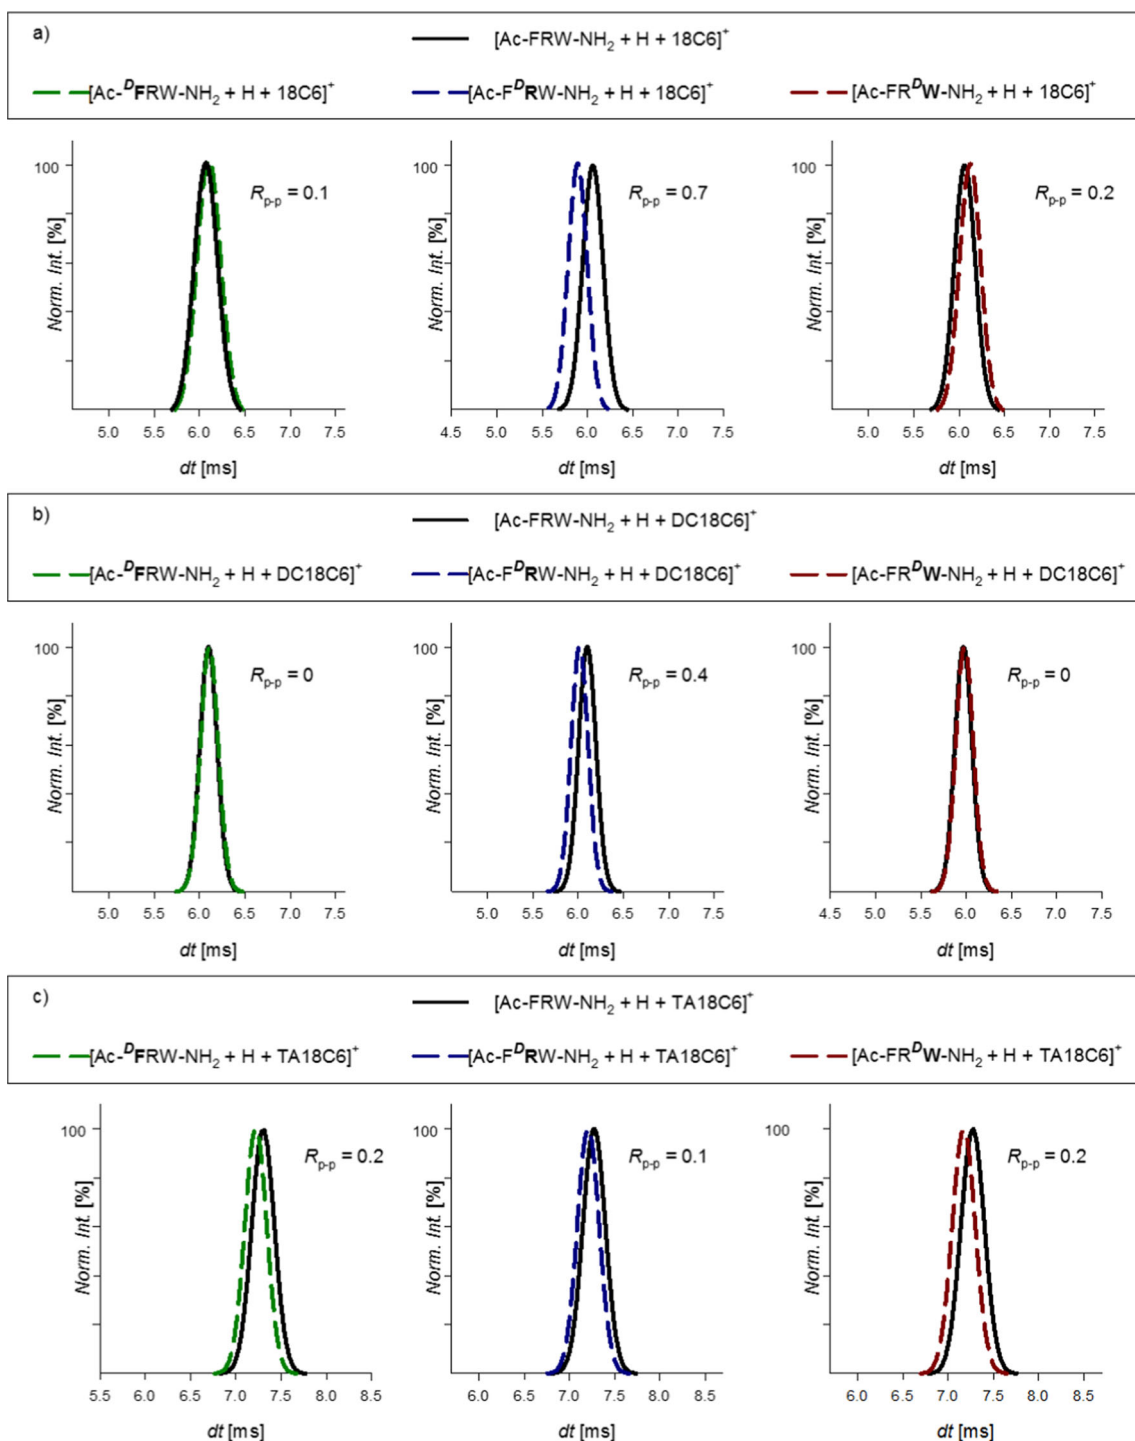 a)
[Ac-FRW-NH₂ + H + 18C6]⁺
[Ac-ᴰFRW-NH₂ + H + 18C6]⁺ [Ac-FᴰRW-NH₂ + H + 18C6]⁺ [Ac-FRᴰW-NH₂ + H + 18C6]⁺
100 Rp-p = 0.1 100 Rp-p = 0.7 100 Rp-p = 0.2
Norm. Int. [%] Norm. Int. [%] Norm. Int. [%]
5.0 5.5 6.0 6.5 7.0 7.5 4.5 5.0 5.5 6.0 6.5 7.0 7.5 5.0 5.5 6.0 6.5 7.0 7.5
dt [ms] dt [ms] dt [ms]
b)
[Ac-FRW-NH₂ + H + DC18C6]⁺
[Ac-ᴰFRW-NH₂ + H + DC18C6]⁺ [Ac-FᴰRW-NH₂ + H + DC18C6]⁺ [Ac-FRᴰW-NH₂ + H + DC18C6]⁺
100 Rp-p = 0 100 Rp-p = 0.4 100 Rp-p = 0
Norm. Int. [%] Norm. Int. [%] Norm. Int. [%]
5.0 5.5 6.0 6.5 7.0 7.5 5.0 5.5 6.0 6.5 7.0 7.5 4.5 5.0 5.5 6.0 6.5 7.0 7.5
dt [ms] dt [ms] dt [ms]
c)
[Ac-FRW-NH₂ + H + TA18C6]⁺
[Ac-ᴰFRW-NH₂ + H + TA18C6]⁺ [Ac-FᴰRW-NH₂ + H + TA18C6]⁺ [Ac-FRᴰW-NH₂ + H + TA18C6]⁺
100 Rp-p = 0.2 100 Rp-p = 0.1 100 Rp-p = 0.2
Norm. Int. [%] Norm. Int. [%] Norm. Int. [%]
5.5 6.0 6.5 7.0 7.5 8.0 8.5 6.0 6.5 7.0 7.5 8.0 8.5 6.0 6.5 7.0 7.5 8.0 8.5
dt [ms] dt [ms] dt [ms]